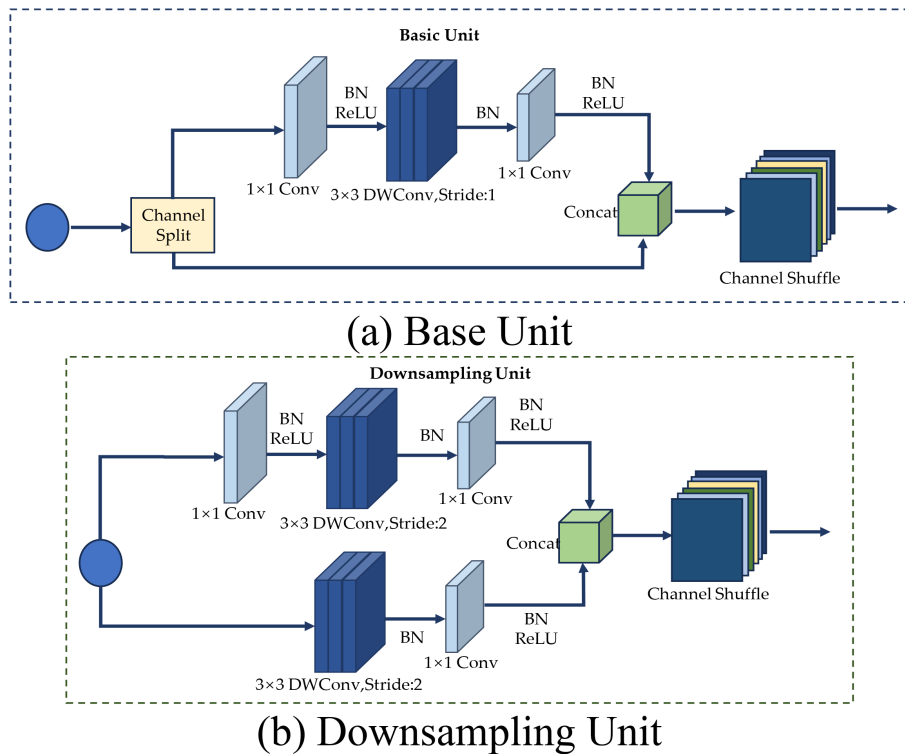 Basic Unit
BN
ReLU
BN
BN
ReLU
1×1 Conv
3×3 DWConv,Stride:1
1×1 Conv
Channel
Split
Concat
Channel Shuffle
(a) Base Unit
Downsampling Unit
BN
ReLU
BN
BN
ReLU
1×1 Conv
3×3 DWConv,Stride:2
1×1 Conv
Concat
Channel Shuffle
BN
BN
ReLU
3×3 DWConv,Stride:2
1×1 Conv
(b) Downsampling Unit